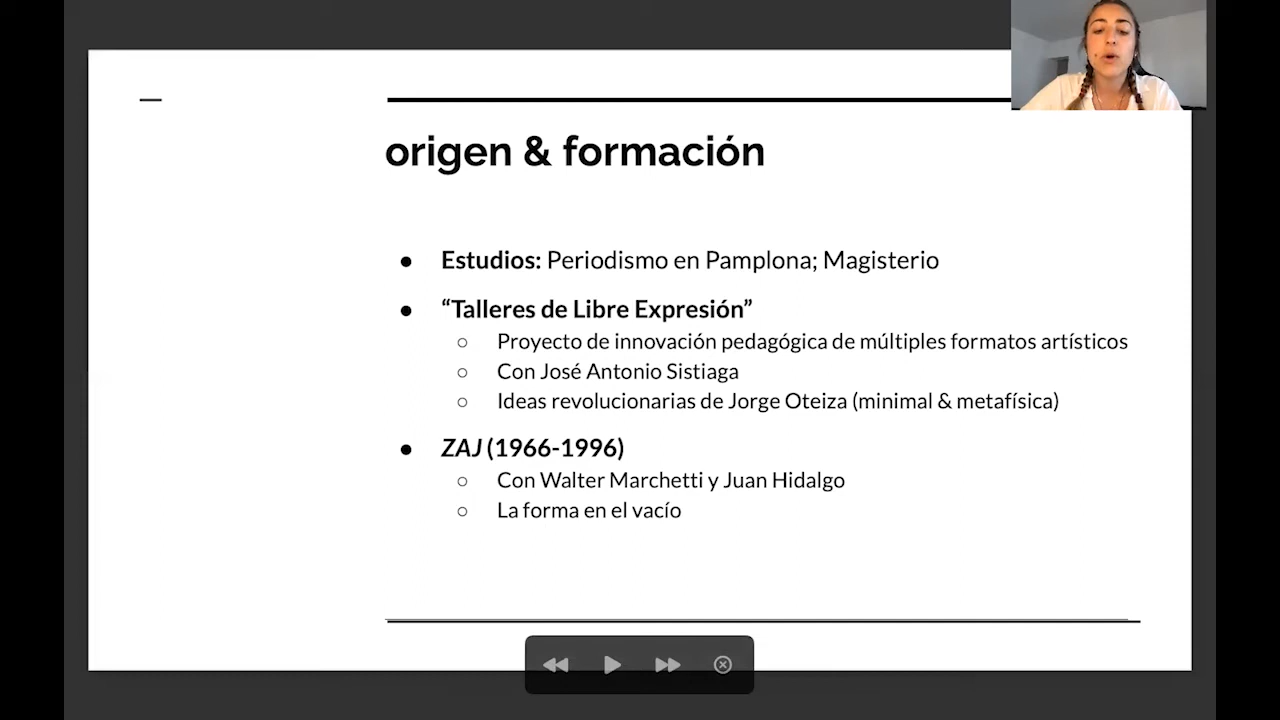 origen & formación
● Estudios: Periodismo en Pamplona; Magisterio
● “Talleres de Libre Expresión”
○ Proyecto de innovación pedagógica de múltiples formatos artísticos
○ Con José Antonio Sistiaga
○ Ideas revolucionarias de Jorge Oteiza (minimal & metafísica)
● ZAJ (1966-1996)
○ Con Walter Marchetti y Juan Hidalgo
○ La forma en el vacío